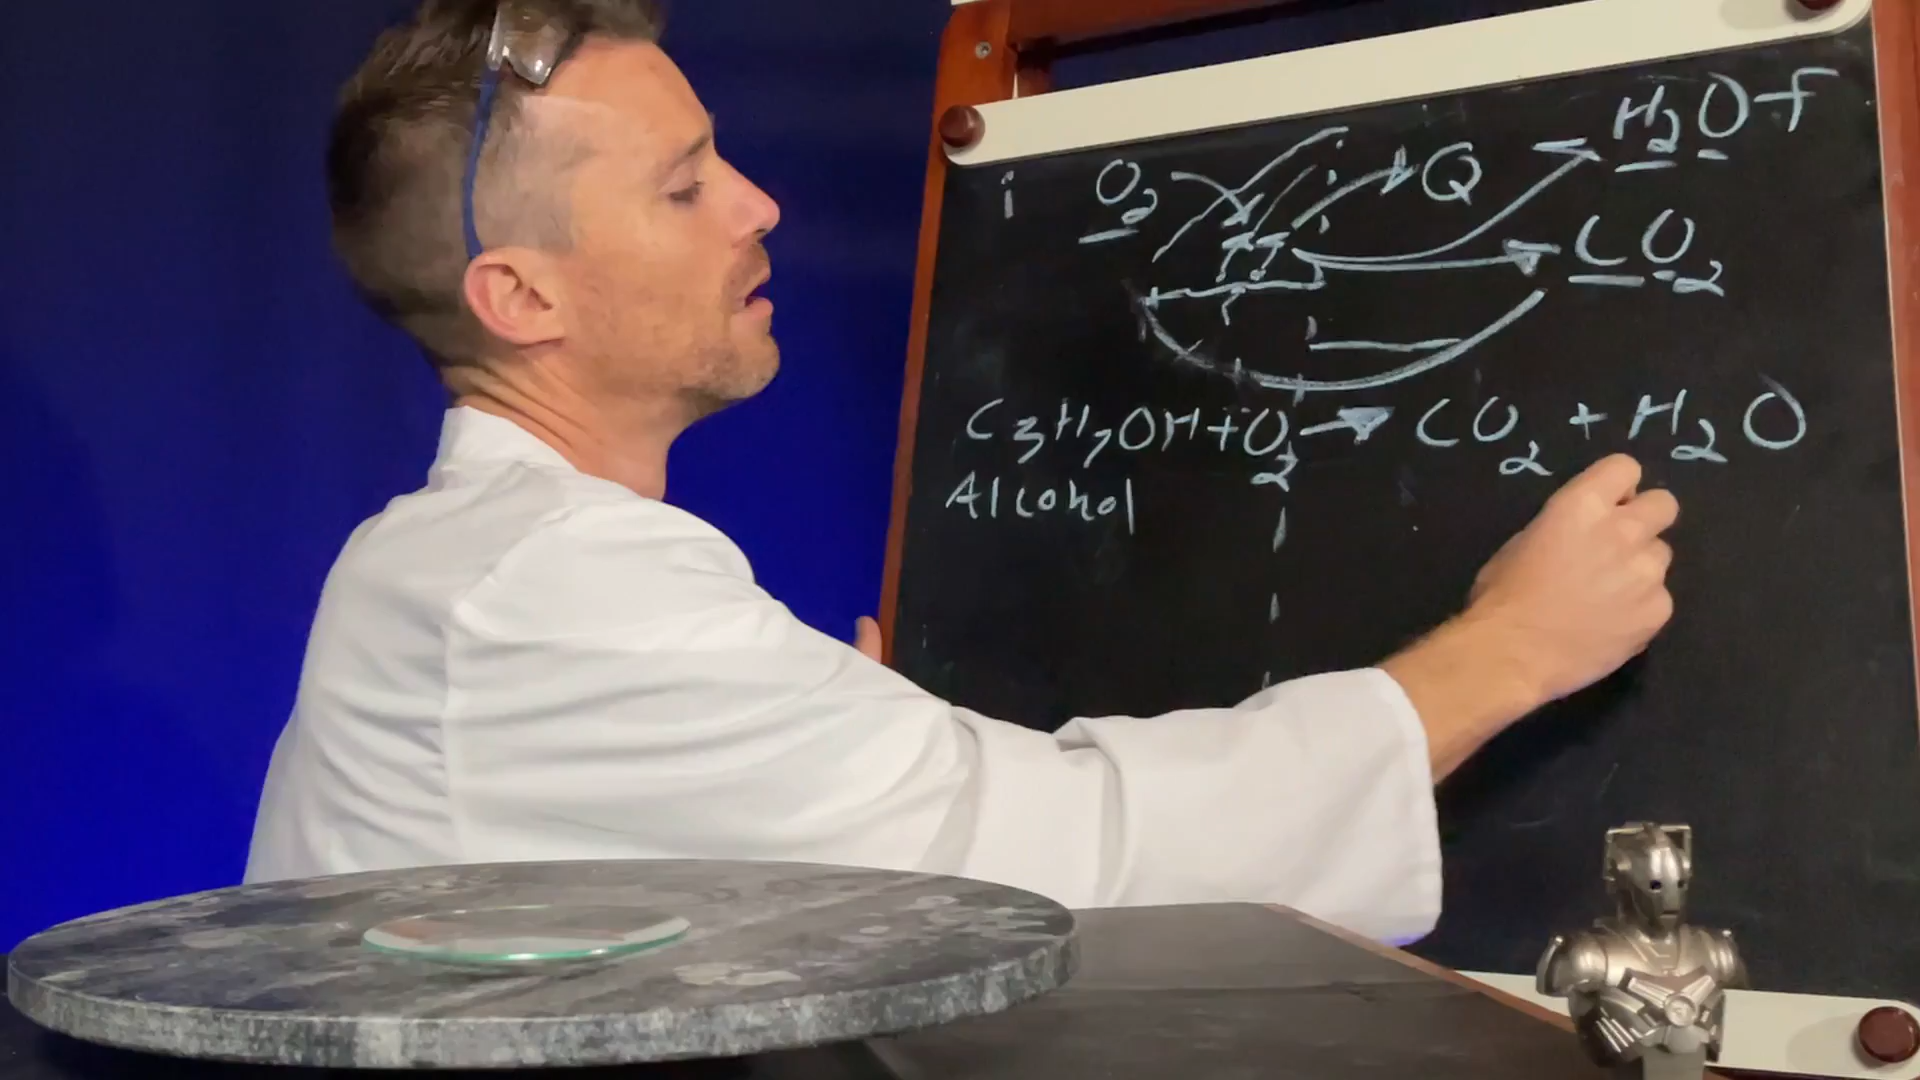 H₂O f
i O₂ Q
CO₂
C₃H₇OH + O₂ → CO₂ + H₂O
Alcohol